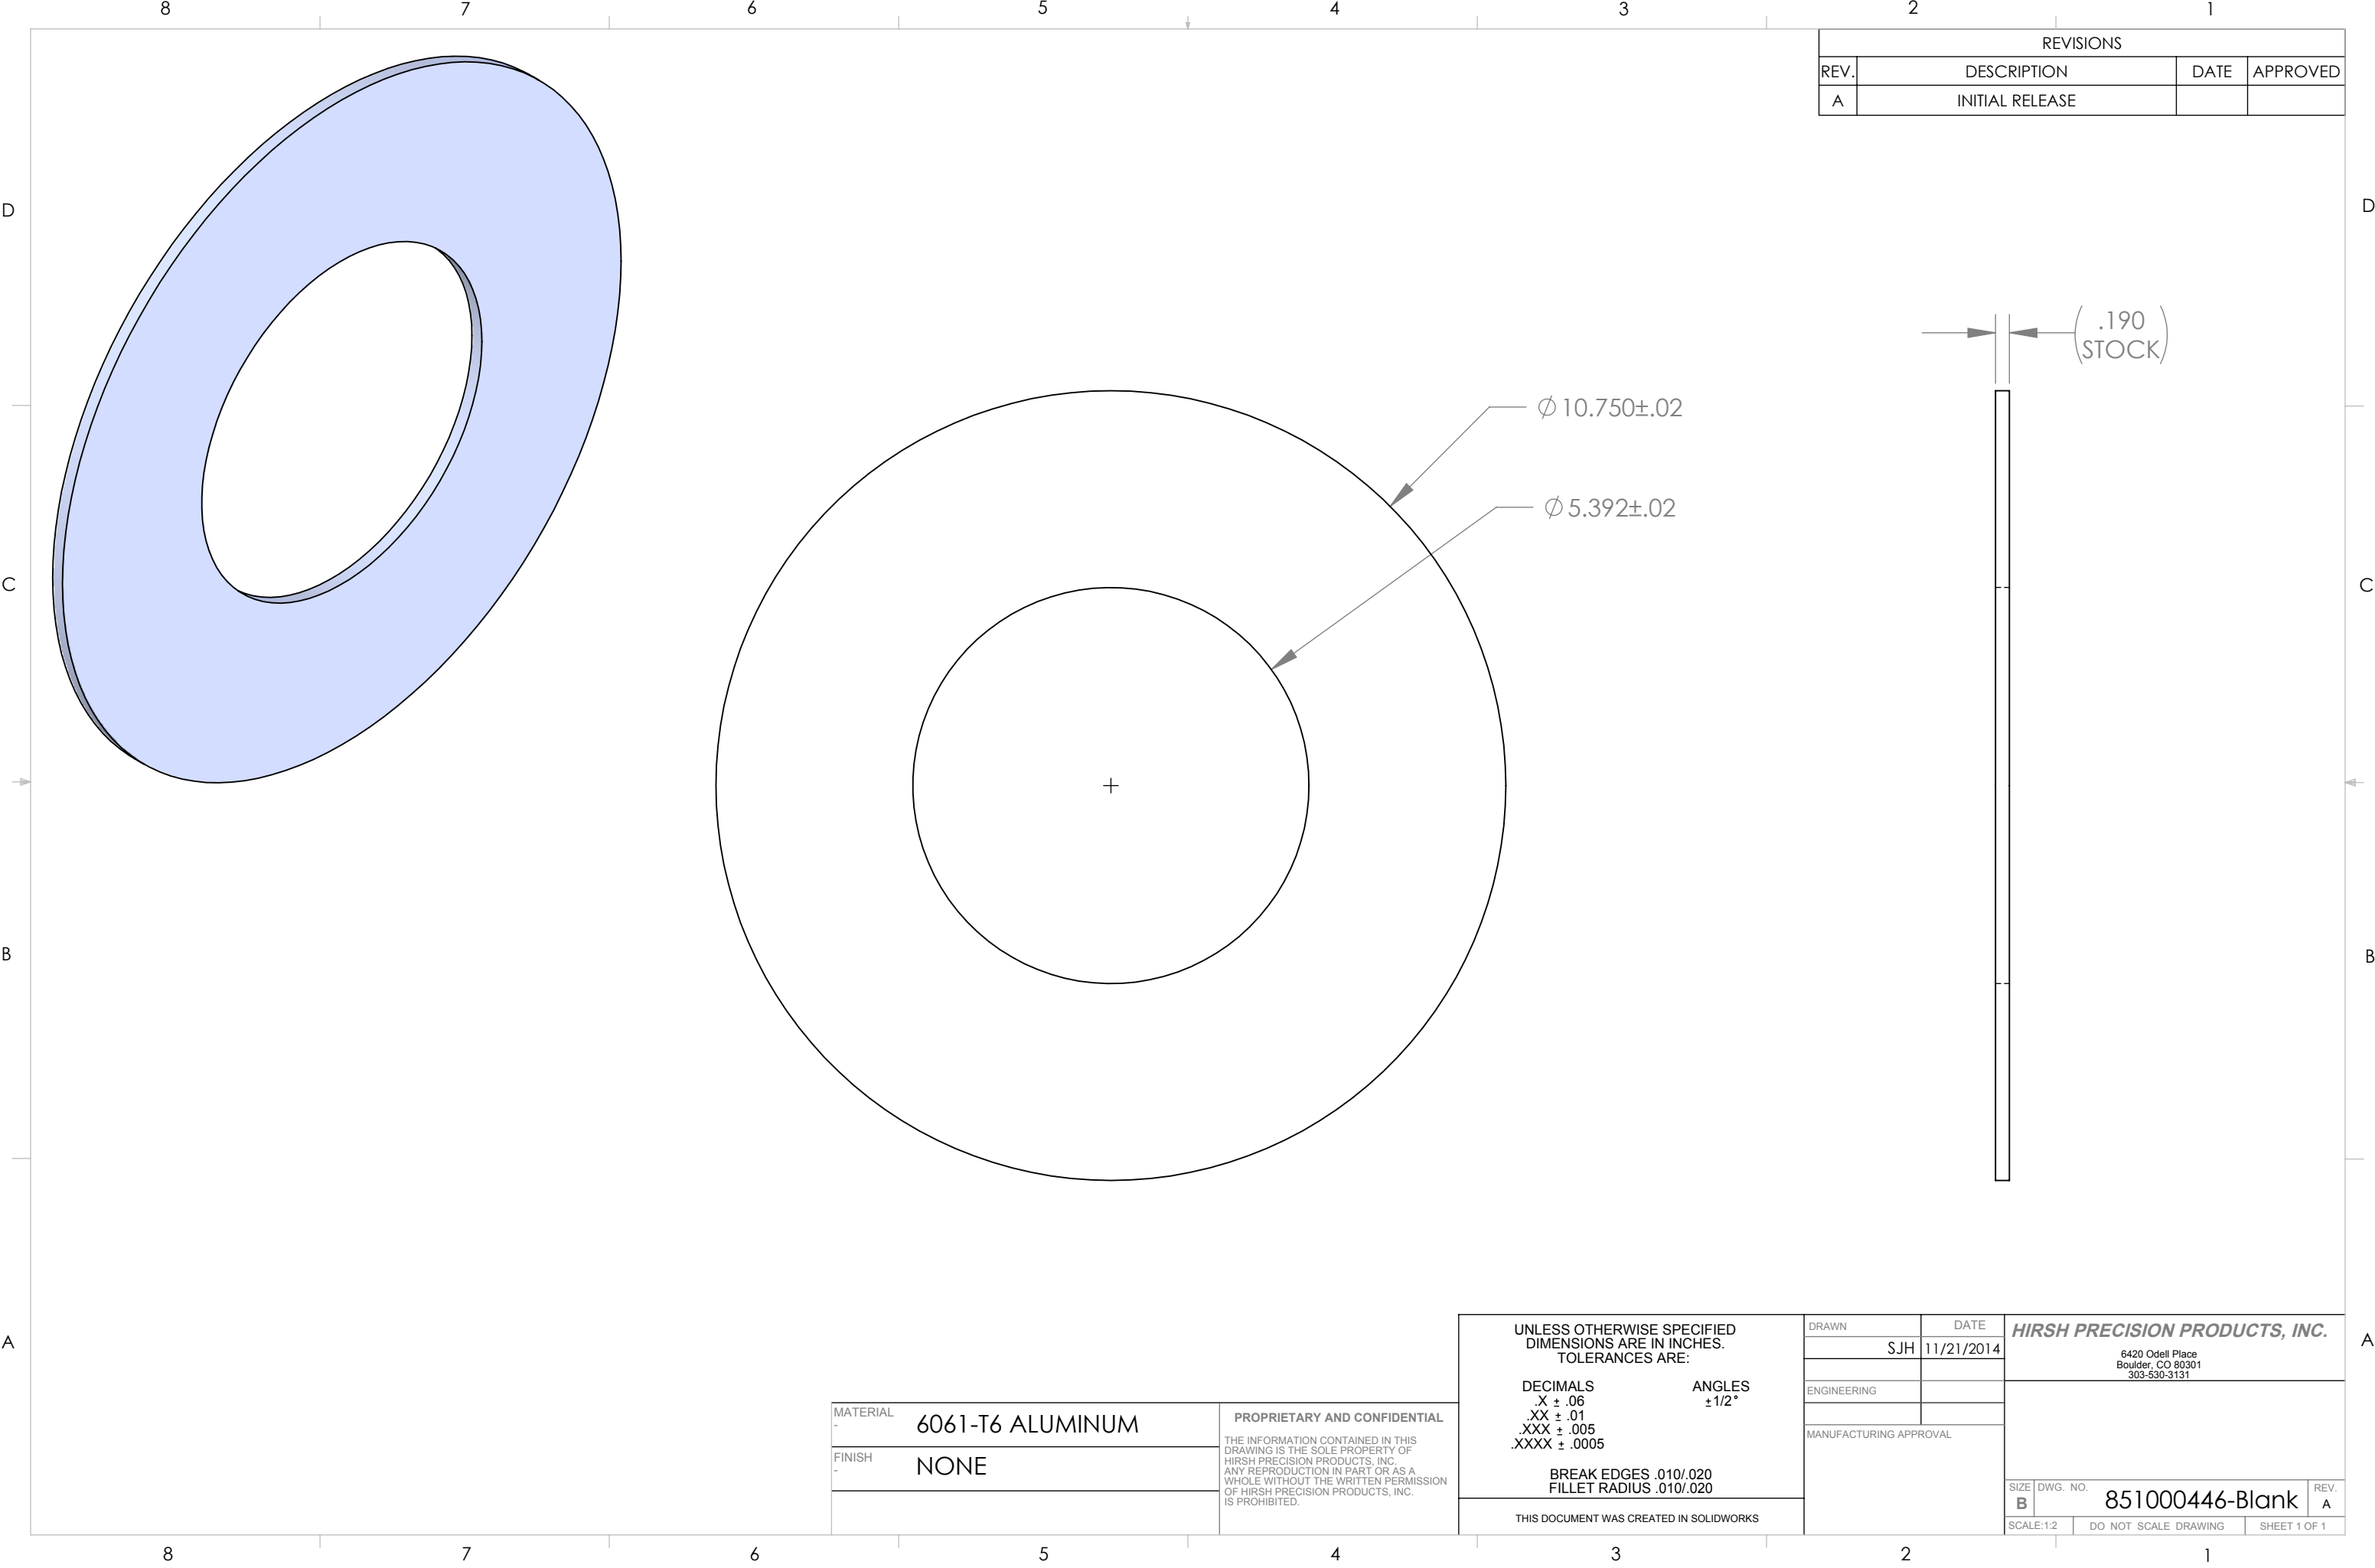 8 7 6 5 4 3 2 1
REVISIONS
REV. DESCRIPTION DATE APPROVED
A INITIAL RELEASE
D D
.190
STOCK
⌀ 10.750±.02
⌀ 5.392±.02
C C
B B
A A
MATERIAL
-
6061-T6 ALUMINUM
FINISH
-
NONE
PROPRIETARY AND CONFIDENTIAL
THE INFORMATION CONTAINED IN THIS
DRAWING IS THE SOLE PROPERTY OF
HIRSH PRECISION PRODUCTS, INC.
ANY REPRODUCTION IN PART OR AS A
WHOLE WITHOUT THE WRITTEN PERMISSION
OF HIRSH PRECISION PRODUCTS, INC.
IS PROHIBITED.
UNLESS OTHERWISE SPECIFIED
DIMENSIONS ARE IN INCHES.
TOLERANCES ARE:
DECIMALS ANGLES
.X ± .06 ±1/2°
.XX ± .01
.XXX ± .005
.XXXX ± .0005
BREAK EDGES .010/.020
FILLET RADIUS .010/.020
THIS DOCUMENT WAS CREATED IN SOLIDWORKS
DRAWN DATE
SJH 11/21/2014
ENGINEERING
MANUFACTURING APPROVAL
HIRSH PRECISION PRODUCTS, INC.
6420 Odell Place
Boulder, CO 80301
303-530-3131
SIZE DWG. NO. REV.
B 851000446-Blank A
SCALE:1:2 DO NOT SCALE DRAWING SHEET 1 OF 1
8 7 6 5 4 3 2 1